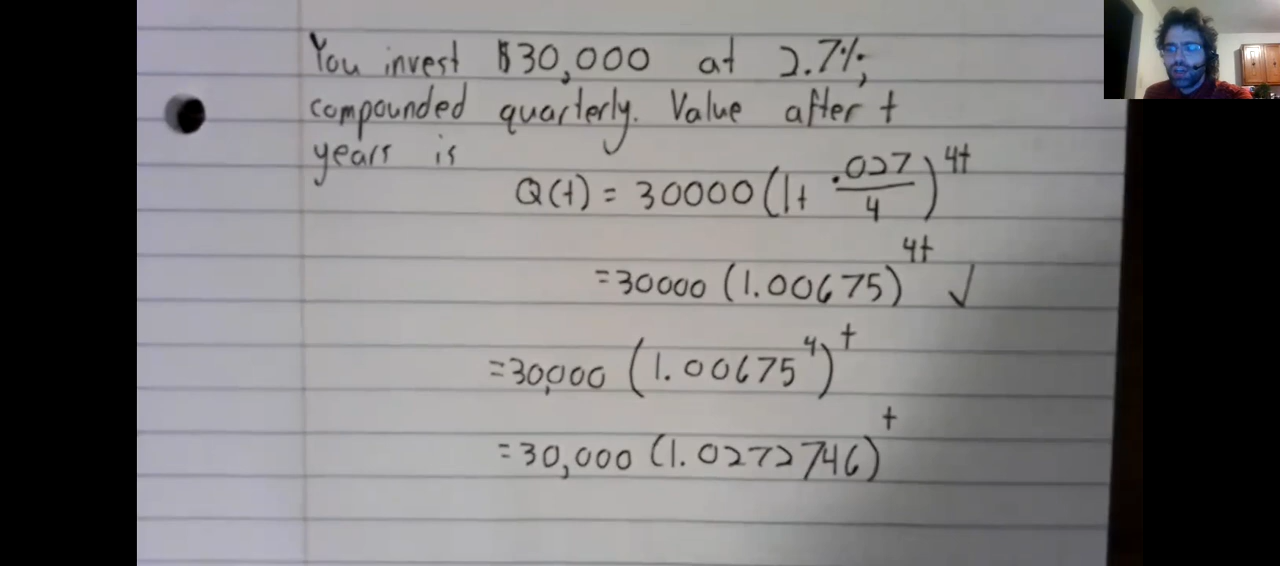 You invest $30,000 at 2.7%,
compounded quarterly. Value after t
years is
Q(t) = 30000 (1 + .027/4)^4t
=30000 (1.00675)^4t ✓
=30,000 (1.00675^4)^t
=30,000 (1.0272746)^t